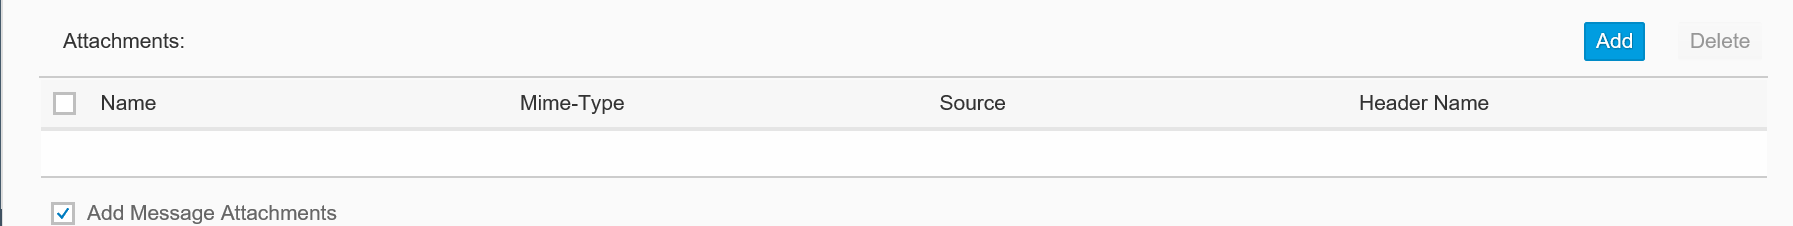 Attachments: Add Delete
Name Mime-Type Source Header Name
Add Message Attachments